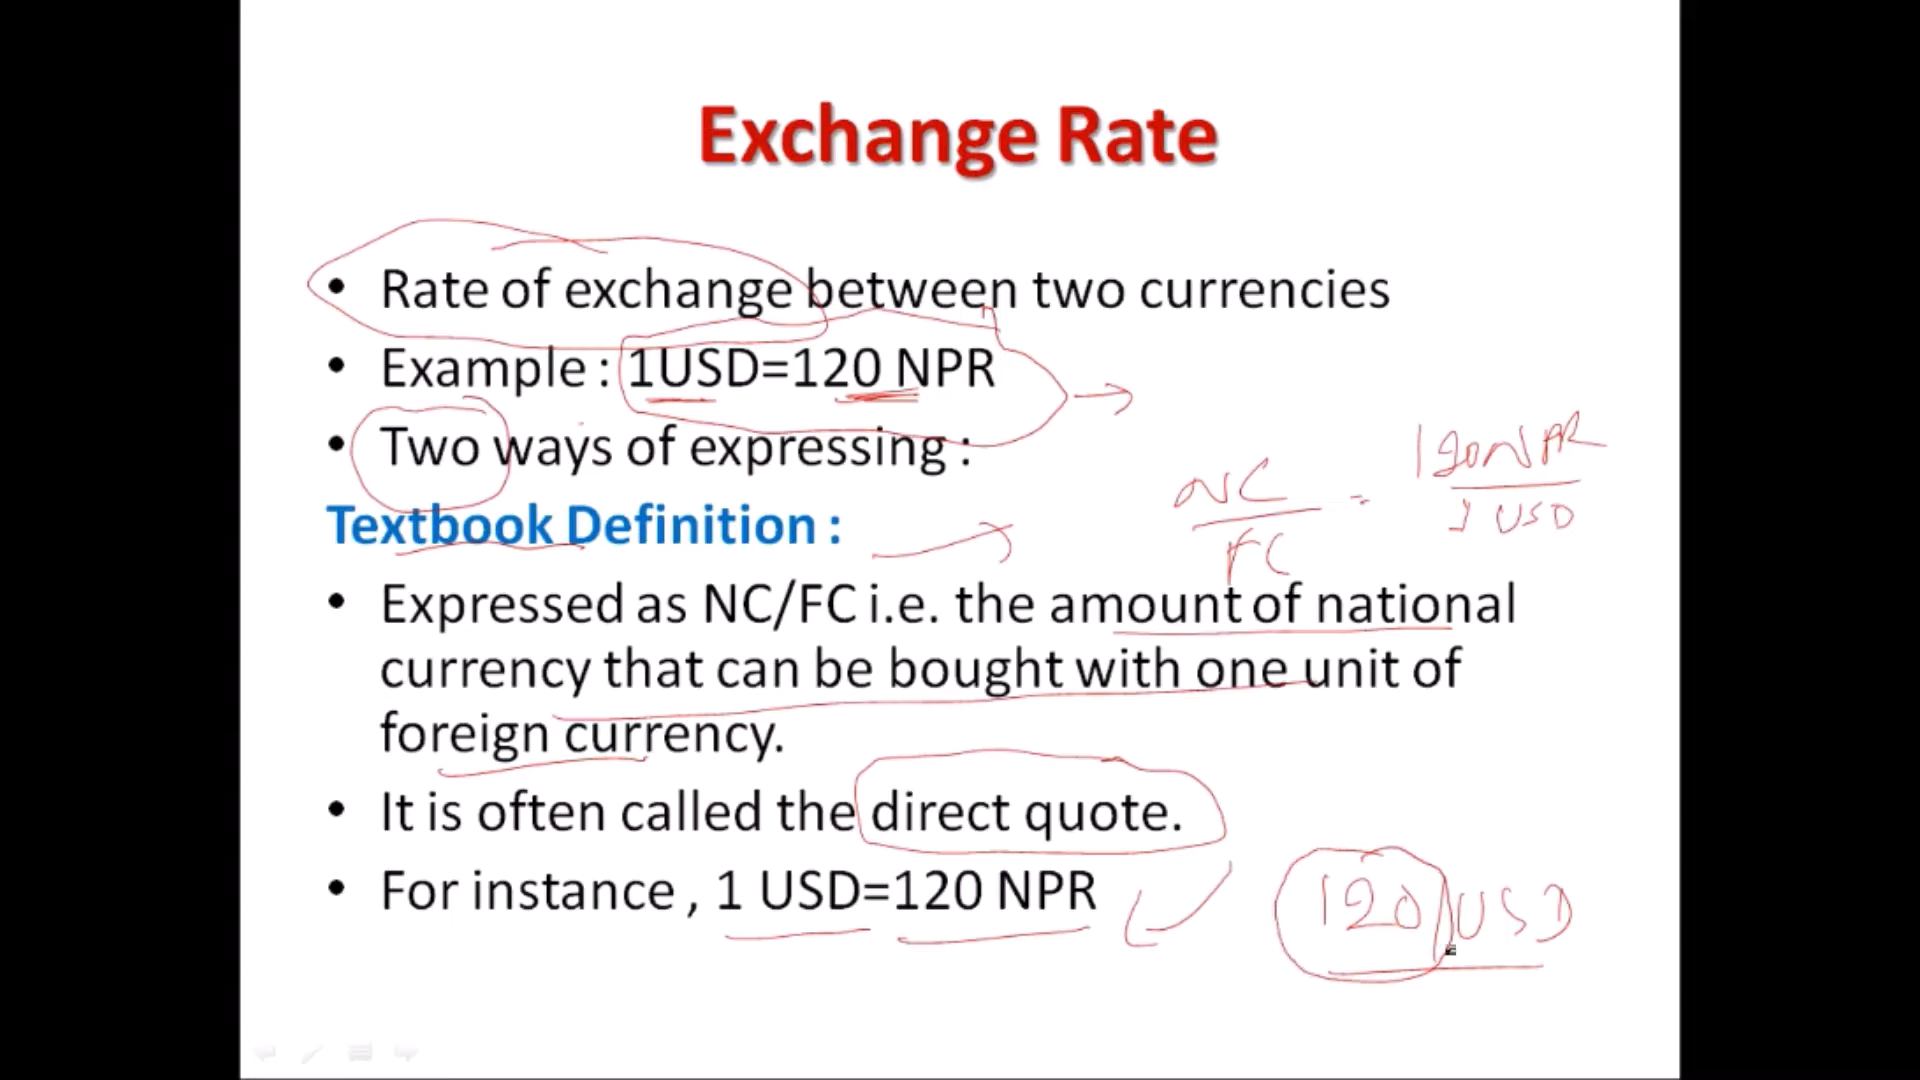 Exchange Rate
• Rate of exchange between two currencies
• Example : 1USD=120 NPR
• Two ways of expressing :
120 NPR
NC =
1 USD
FC
Textbook Definition :
• Expressed as NC/FC i.e. the amount of national
currency that can be bought with one unit of
foreign currency.
• It is often called the direct quote.
• For instance , 1 USD=120 NPR
120/USD